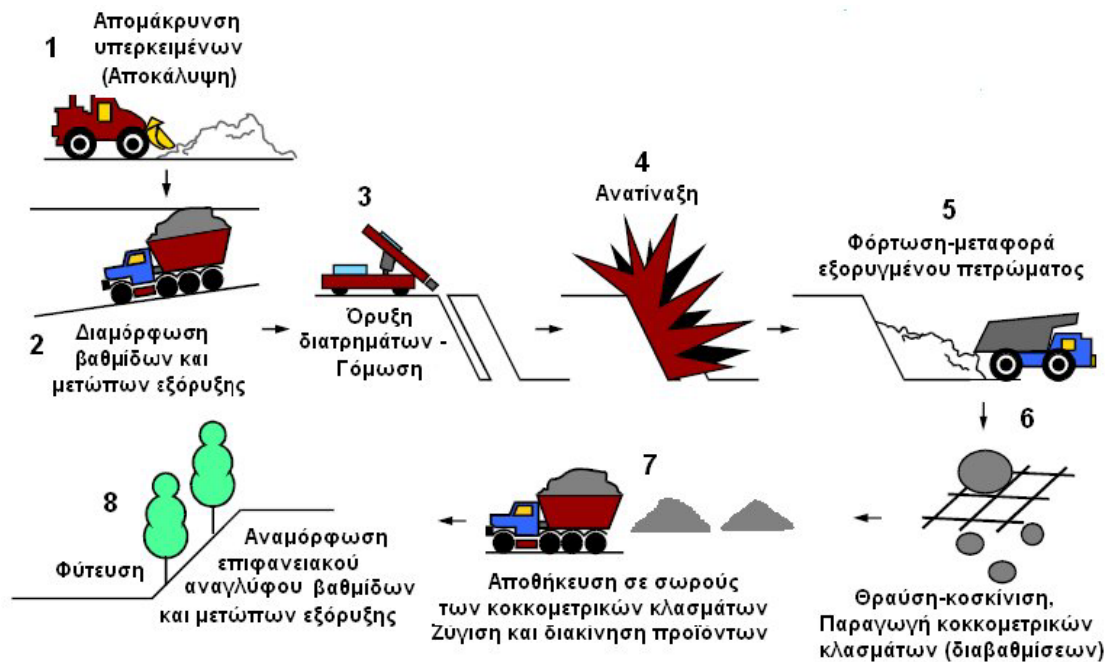 1
Απομάκρυνση
υπερκειμένων
(Αποκάλυψη)
2
Διαμόρφωση
βαθμίδων και
μετώπων εξόρυξης
3
Όρυξη
διατρημάτων -
Γόμωση
4
Ανατίναξη
5
Φόρτωση-μεταφορά
εξορυγμένου πετρώματος
6
Θραύση-κοσκίνιση,
Παραγωγή κοκκομετρικών
κλασμάτων (διαβαθμίσεων)
7
Αποθήκευση σε σωρούς
των κοκκομετρικών κλασμάτων
Ζύγιση και διακίνηση προϊόντων
8
Φύτευση
Αναμόρφωση
επιφανειακού
αναγλύφου βαθμίδων
και μετώπων εξόρυξης